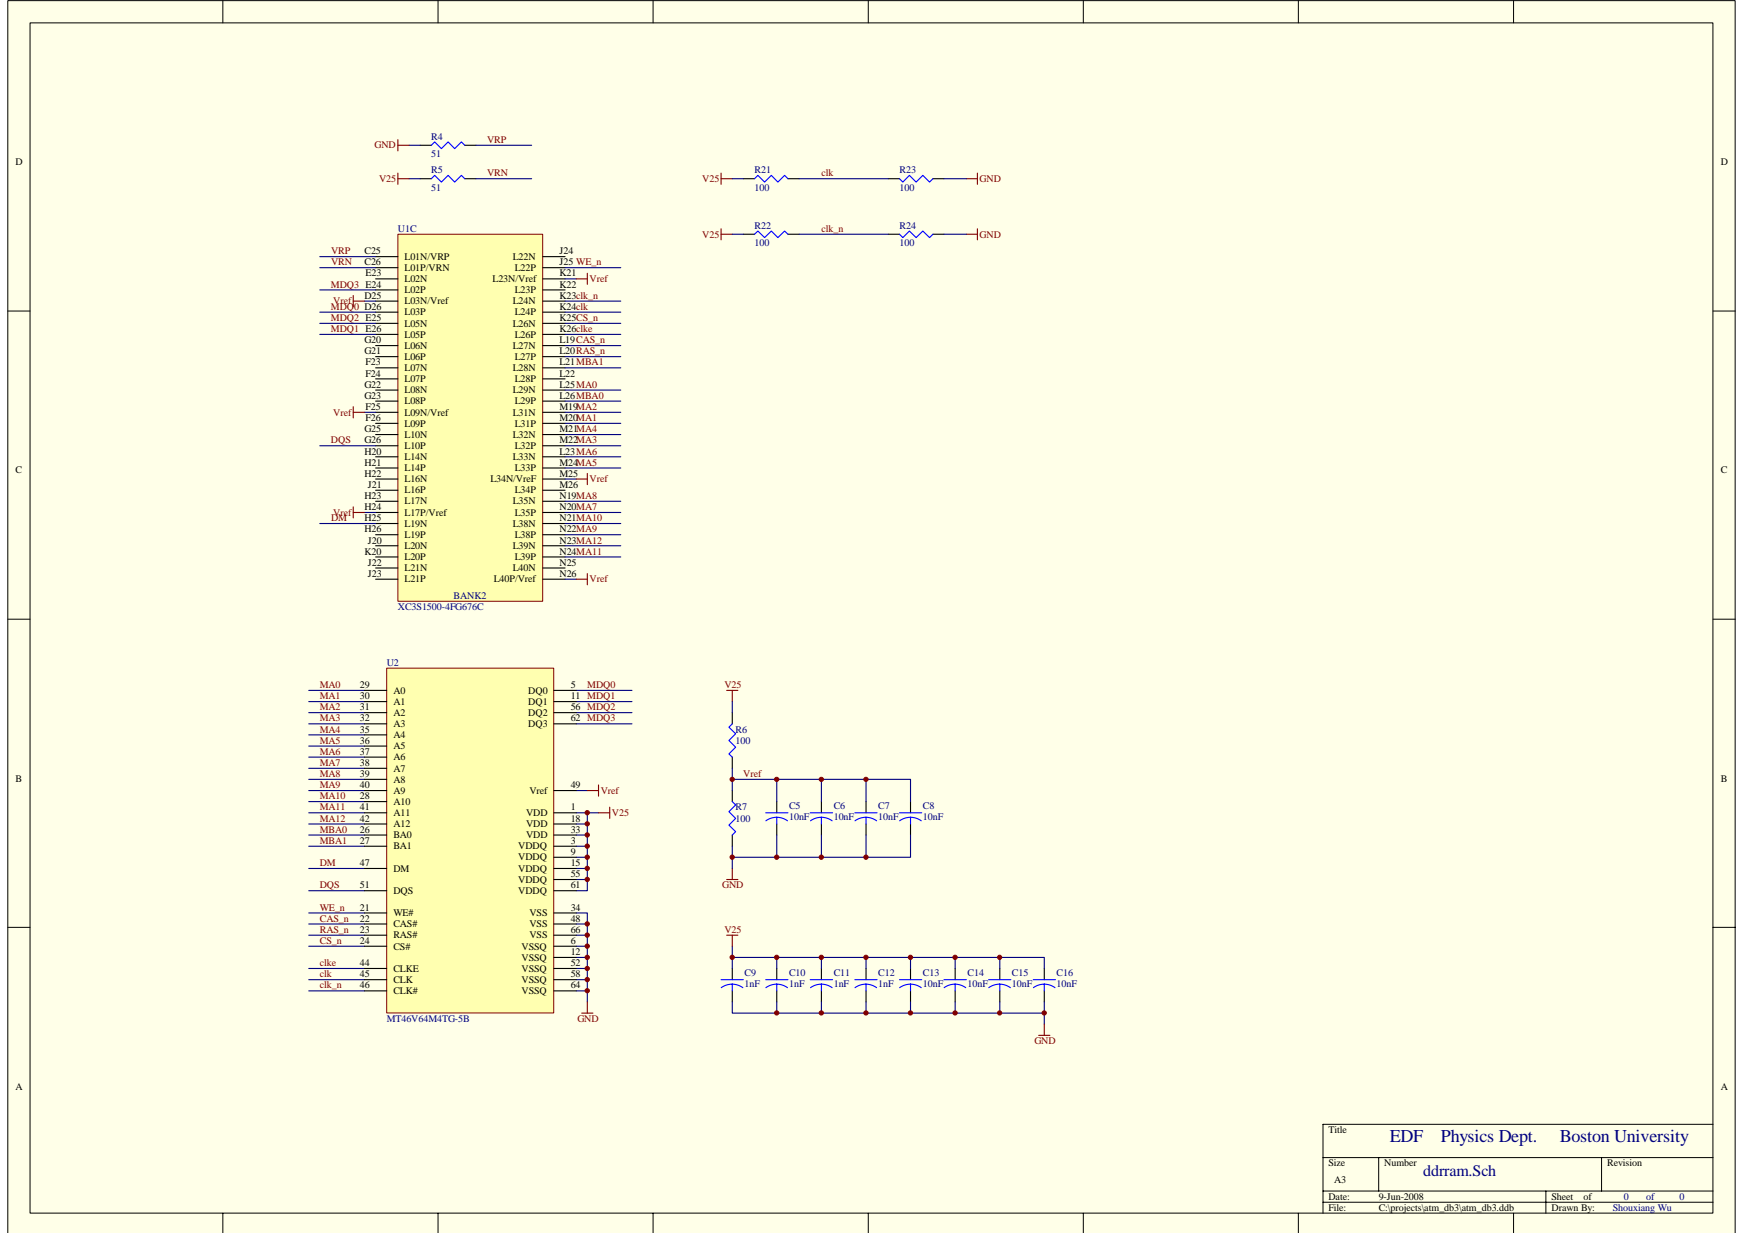 D D
GND R4 51 VRP
V25 R5 51 VRN
V25 R21 100 clk R23 100 GND
V25 R22 100 clk_n R24 100 GND
U1C
VRP C25 L01N/VRP L22N J24
VRN C26 L01P/VRN L22P J25 WE_n
E23 L02N L23N/Vref K21 Vref
MDQ3 E24 L02P L23P K22
Vref D25 L03N/Vref L24N K23 clk_n
MDQ0 D26 L03P L24P K24 clk
MDQ2 E25 L05N L26N K25 CS_n
MDQ1 E26 L05P L26P K26 clke
G20 L06N L27N L19 CAS_n
G21 L06P L27P L20 RAS_n
F23 L07N L28N L21 MBA1
F24 L07P L28P L22
G22 L08N L29N L25 MA0
G23 L08P L29P L26 MBA0
Vref F25 L09N/Vref L31N M19 MA2
F26 L09P L31P M20 MA1
G25 L10N L32N M21 MA4
DQS G26 L10P L32P M22 MA3
H20 L14N L33N L23 MA6
H21 L14P L33P M24 MA5
H22 L16N L34N/VreF M25 Vref
J21 L16P L34P M26
H23 L17N L35N N19 MA8
Vref H24 L17P/Vref L35P N20 MA7
DM H25 L19N L38N N21 MA10
H26 L19P L38P N22 MA9
J20 L20N L39N N23 MA12
K20 L20P L39P N24 MA11
J22 L21N L40N N25
J23 L21P L40P/Vref N26 Vref
BANK2
XC3S1500-4FG676C
C C
U2
MA0 29 A0 DQ0 5 MDQ0
MA1 30 A1 DQ1 11 MDQ1
MA2 31 A2 DQ2 56 MDQ2
MA3 32 A3 DQ3 62 MDQ3
MA4 35 A4
MA5 36 A5
MA6 37 A6
MA7 38 A7
MA8 39 A8
MA9 40 A9 Vref 49 Vref
MA10 28 A10
MA11 41 A11 VDD 1 V25
MA12 42 A12 VDD 18
MBA0 26 BA0 VDD 33
MBA1 27 BA1 VDDQ 3
VDDQ 9
DM 47 DM VDDQ 15
VDDQ 55
DQS 51 DQS VDDQ 61
WE_n 21 WE# VSS 34
CAS_n 22 CAS# VSS 48
RAS_n 23 RAS# VSS 66
CS_n 24 CS# VSSQ 6
VSSQ 12
clke 44 CLKE VSSQ 52
clk 45 CLK VSSQ 58
clk_n 46 CLK# VSSQ 64
MT46V64M4TG-5B GND
V25
R6
100
Vref
R7 C5 C6 C7 C8
100 10nF 10nF 10nF 10nF
GND
B B
V25
C9 C10 C11 C12 C13 C14 C15 C16
1nF 1nF 1nF 1nF 10nF 10nF 10nF 10nF
GND
A A
Title EDF Physics Dept. Boston University
Size Number Revision
A3 ddrram.Sch
Date: 9-Jun-2008 Sheet of 0 of 0
File: C:\projects\atm_db3\atm_db3.ddb Drawn By: Shouxiang Wu